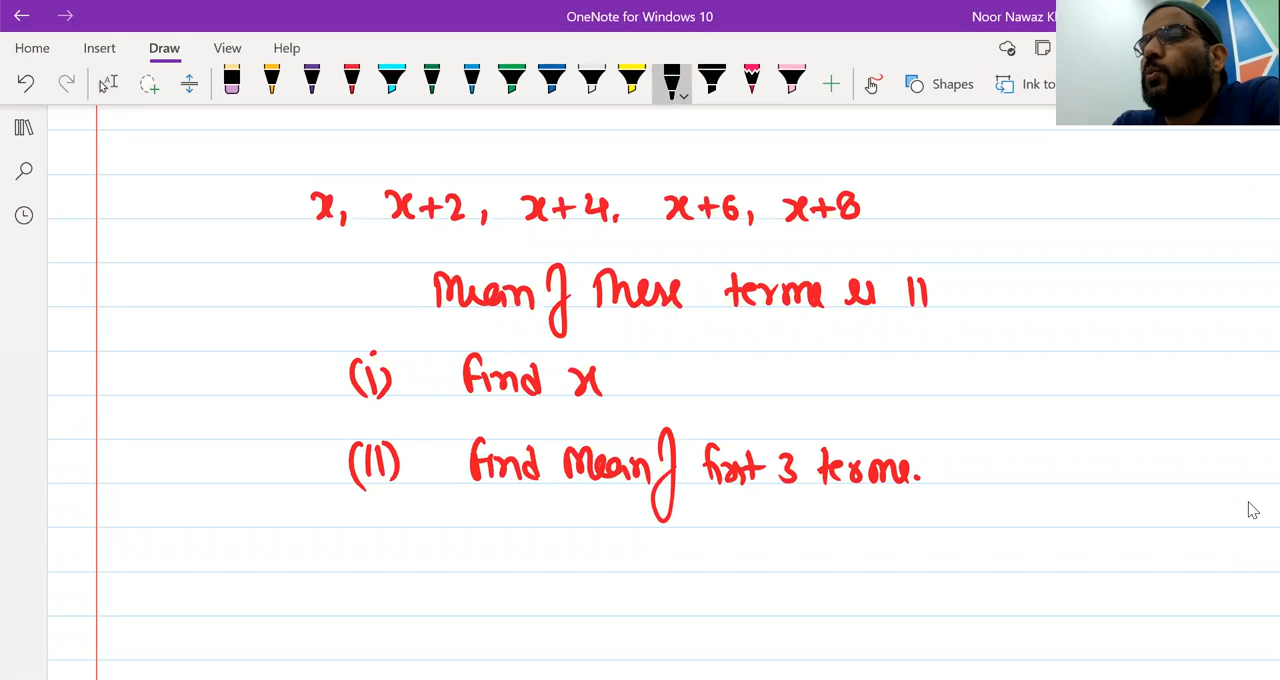 OneNote for Windows 10
Noor Nawaz Kh
Home Insert Draw View Help
Shapes Ink to
x, x+2, x+4, x+6, x+8
Mean of These terms is 11
(i) Find x
(II) Find Mean of first 3 terms.